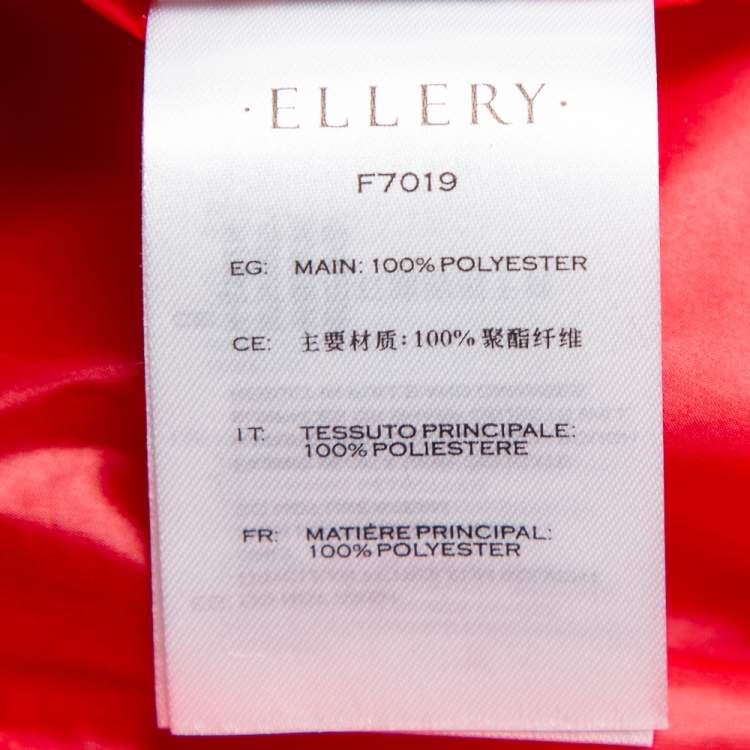 ·ELLERY·
F7019
EG: MAIN: 100% POLYESTER
CE: 主要材质：100% 聚酯纤维
IT: TESSUTO PRINCIPALE:
100% POLIESTERE
FR: MATIÈRE PRINCIPAL:
100% POLYESTER